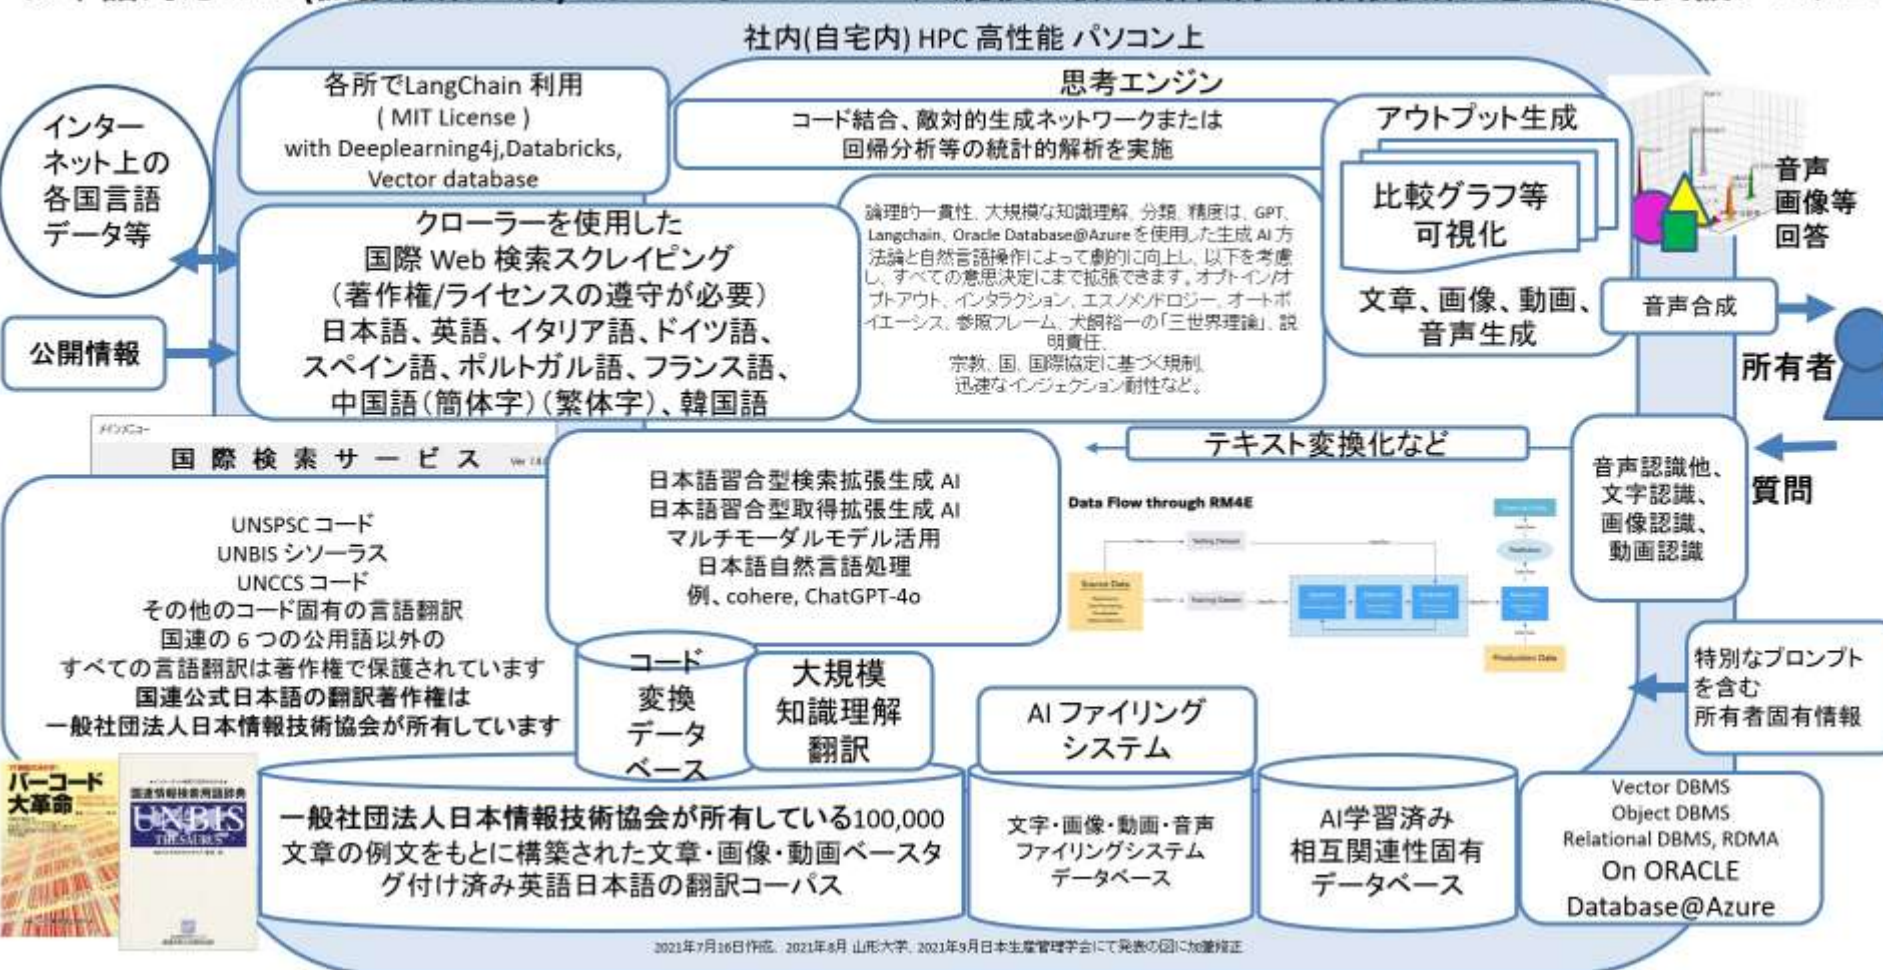 社内(自宅内) HPC 高性能 パソコン上
インター
ネット上の
各国言語
データ等
各所でLangChain 利用
( MIT License )
with Deeplearning4j,Databricks,
Vector database
思考エンジン
コード結合、敵対的生成ネットワークまたは
回帰分析等の統計的解析を実施
アウトプット生成
比較グラフ等
可視化
文章、画像、動画、
音声生成
音声
画像等
回答
音声合成
所有者
公開情報
クローラーを使用した
国際 Web 検索スクレイピング
(著作権/ライセンスの遵守が必要)
日本語、英語、イタリア語、ドイツ語、
スペイン語、ポルトガル語、フランス語、
中国語(簡体字)(繁体字)、韓国語
論理的一貫性、大規模な知識理解、分類、精度は、GPT、
Langchain、Oracle Database@Azureを使用した生成 AI 方
法論と自然言語操作によって劇的に向上し、以下を考慮
し、すべての意思決定にまで拡張できます。オプトイン/オ
プトアウト、インタラクション、エスノメソドロジー、オートポ
イエーシス、参照フレーム、犬飼裕一の「三世界理論」、説
明責任、
宗教、国、国際協定に基づく規制、
迅速なインジェクション耐性など。
メインメニュー
国 際 検 索 サ ー ビ ス
テキスト変換化など
音声認識他、
文字認識、
画像認識、
動画認識
質問
UNSPSC コード
UNBIS シソーラス
UNCCS コード
その他のコード固有の言語翻訳
国連の 6 つの公用語以外の
すべての言語翻訳は著作権で保護されています
国連公式日本語の翻訳著作権は
一般社団法人日本情報技術協会が所有しています
日本語習合型検索拡張生成 AI
日本語習合型取得拡張生成 AI
マルチモーダルモデル活用
日本語自然言語処理
例、cohere, ChatGPT-4o
Data Flow through RM4E
Source Data
Production Data
特別なプロンプト
を含む
所有者固有情報
コード
変換
データ
ベース
大規模
知識理解
翻訳
AI ファイリング
システム
バーコード
大革命
国連情報検索用語辞典
UNBIS
THESAURUS
一般社団法人日本情報技術協会が所有している100,000
文章の例文をもとに構築された文章・画像・動画ベースタ
グ付け済み英語日本語の翻訳コーパス
文字・画像・動画・音声
ファイリングシステム
データベース
AI学習済み
相互関連性固有
データベース
Vector DBMS
Object DBMS
Relational DBMS, RDMA
On ORACLE
Database@Azure
2021年7月16日作成、2021年8月 山形大学、2021年9月日本生産管理学会にて発表の図に加筆修正